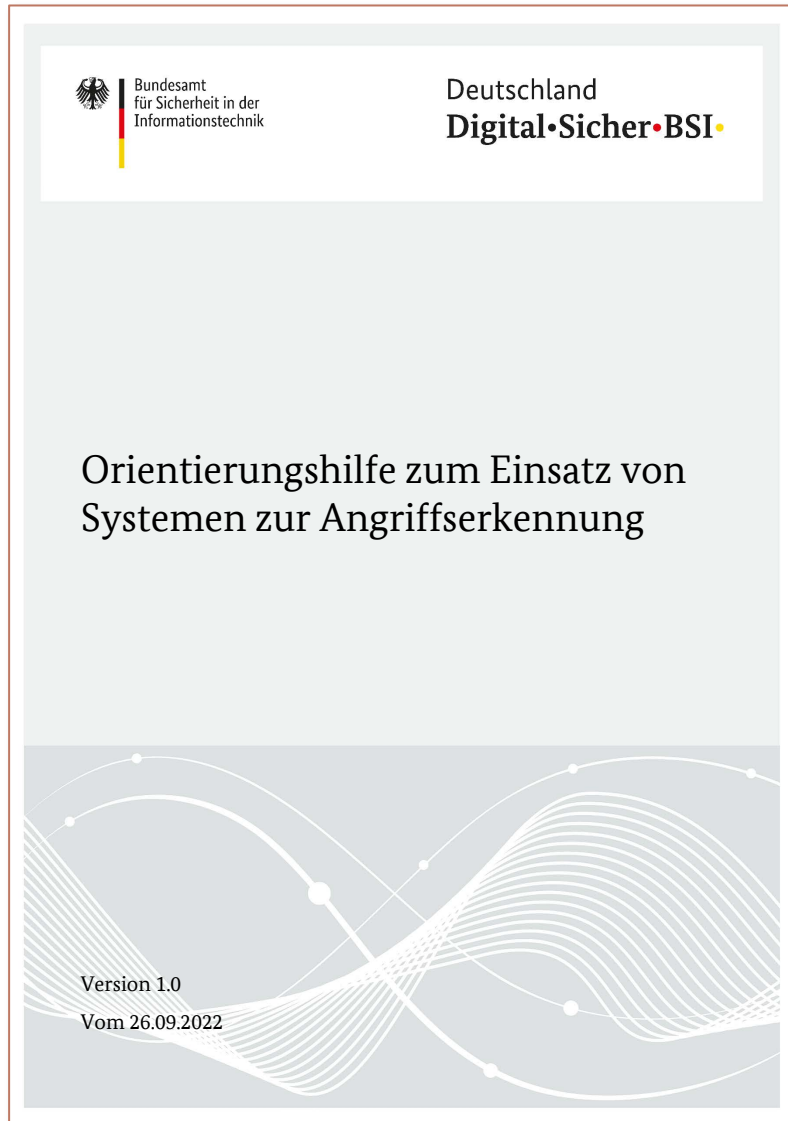 Bundesamt
für Sicherheit in der
Informationstechnik
Deutschland
Digital•Sicher•BSI•
Orientierungshilfe zum Einsatz von
Systemen zur Angriffserkennung
Version 1.0
Vom 26.09.2022